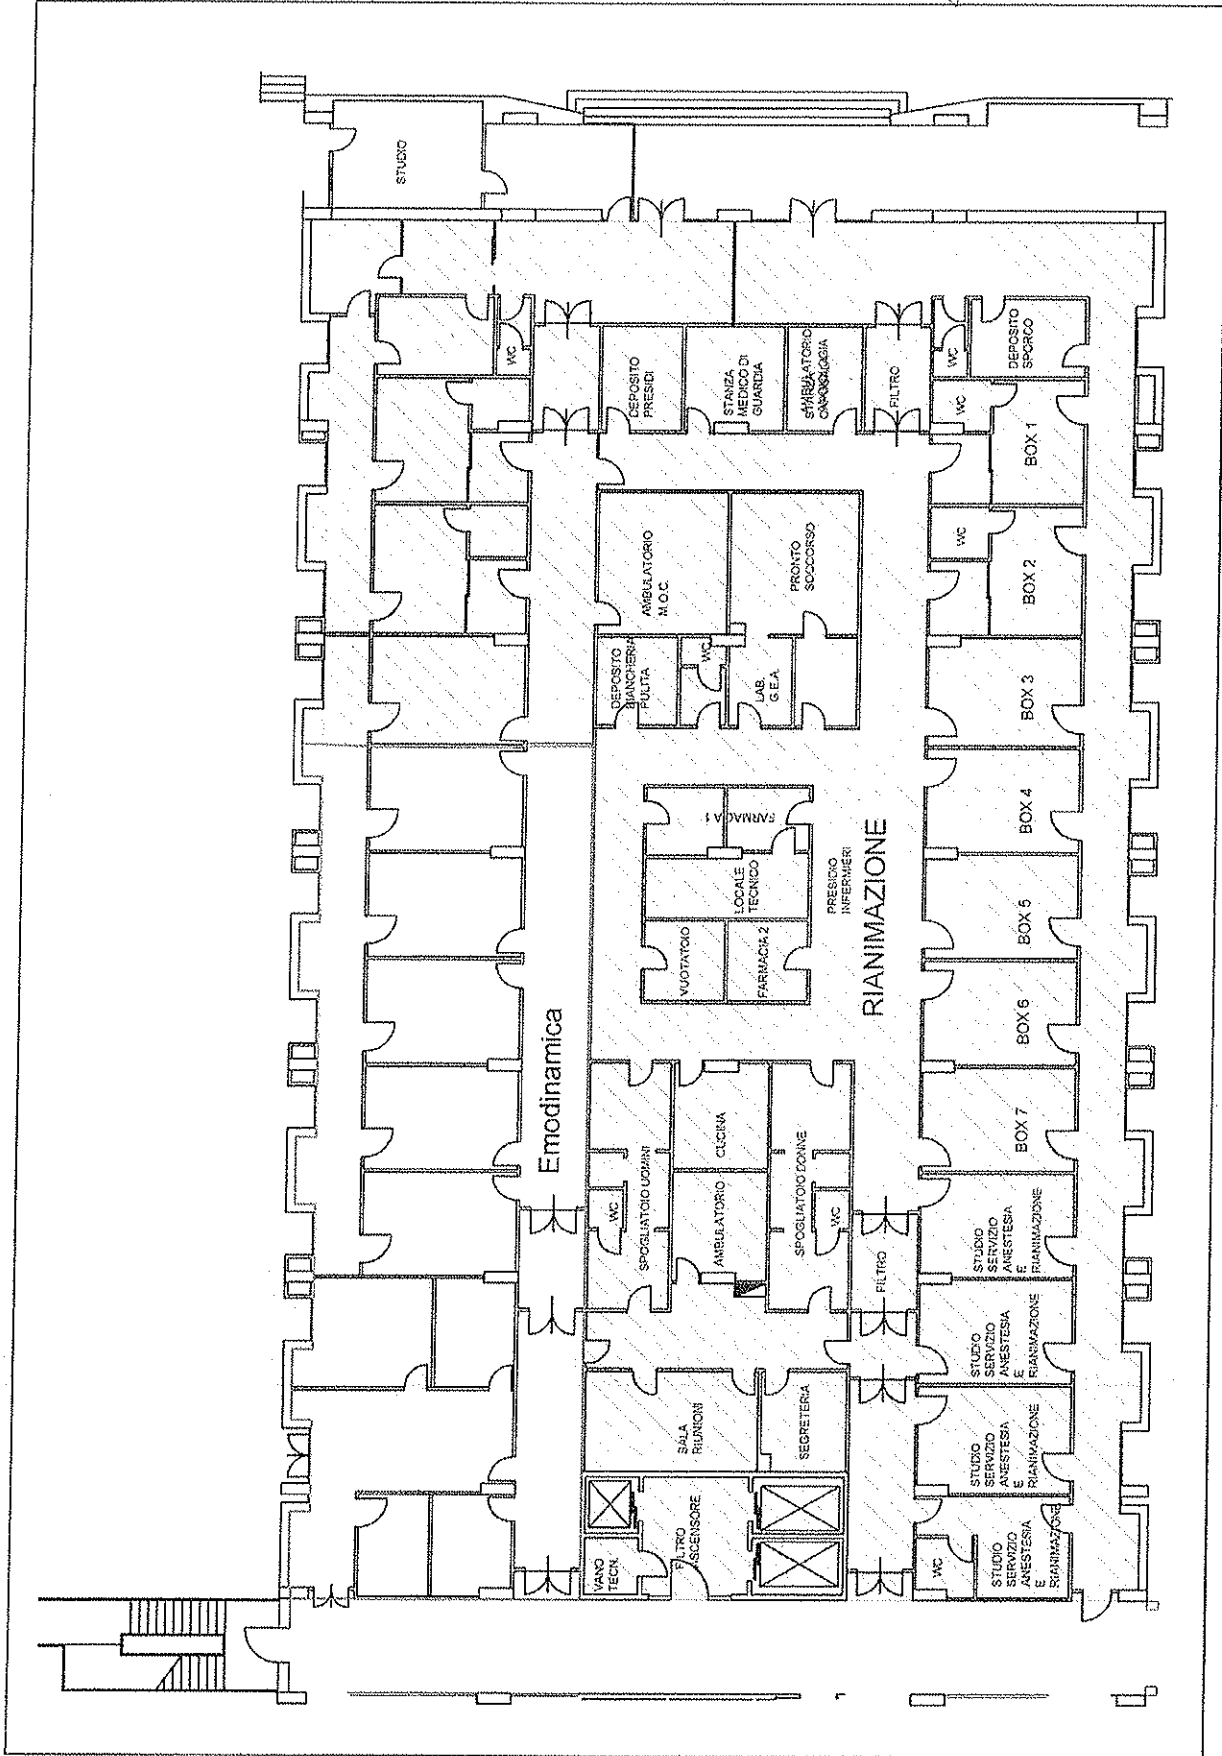 STUDIO
WC
DEPOSITO
PRESIDI
STANZA
MEDICO DI
GUARDIA
AMBULATORIO
FILTRO
WC
DEPOSITO
SPORCO
WC
BOX 1
AMBULATORIO
M.O.C.
PRONTO
SOCCORSO
WC
BOX 2
DEPOSITO
BIANCHERIA
PULITA
WC
LAB.
G.E.A.
BOX 3
FARMACIA 1
BOX 4
LOCALE
TECNICO
PRESIDIO
INFERMIERI
RIANIMAZIONE
BOX 5
VUOTATOIO
FARMACIA 2
BOX 6
Emodinamica
SPOGLIATOIO UOMINI
WC
CUCINA
AMBULATORIO
SPOGLIATOIO DONNE
WC
BOX 7
FILTRO
STUDIO
SERVIZIO
ANESTESIA
E
RIANIMAZIONE
STUDIO
SERVIZIO
ANESTESIA
E
RIANIMAZIONE
SALA
RIUNIONI
SEGRETERIA
STUDIO
SERVIZIO
ANESTESIA
E
RIANIMAZIONE
VANO
TECN.
FILTRO
ASCENSORE
WC
STUDIO
SERVIZIO
ANESTESIA
E
RIANIMAZIONE